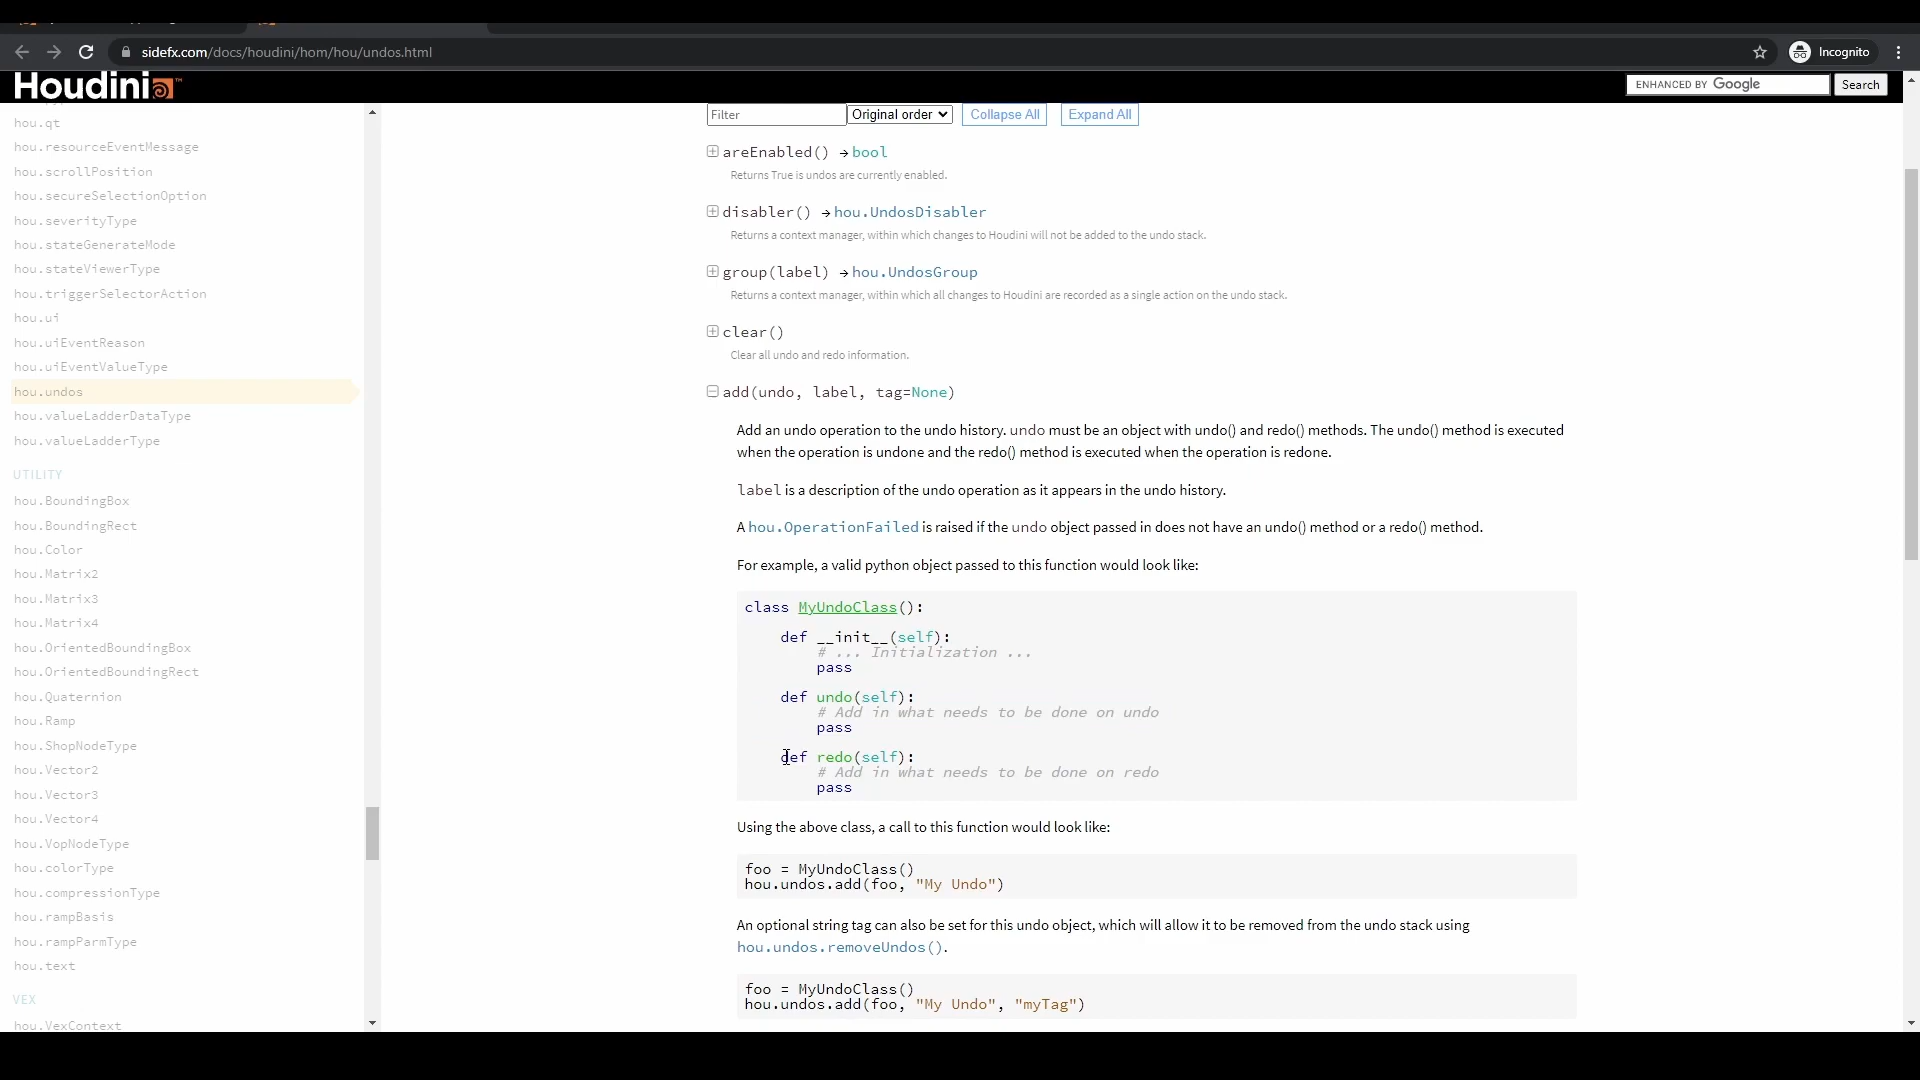 sidefx.com/docs/houdini/hom/hou/undos.html
Incognito
Houdini
ENHANCED BY Google
Search
hou.qt
hou.resourceEventMessage
hou.scrollPosition
hou.secureSelectionOption
hou.severityType
hou.stateGenerateMode
hou.stateViewerType
hou.triggerSelectorAction
hou.ui
hou.uiEventReason
hou.uiEventValueType
hou.undos
hou.valueLadderDataType
hou.valueLadderType
UTILITY
hou.BoundingBox
hou.BoundingRect
hou.Color
hou.Matrix2
hou.Matrix3
hou.Matrix4
hou.OrientedBoundingBox
hou.OrientedBoundingRect
hou.Quaternion
hou.Ramp
hou.ShopNodeType
hou.Vector2
hou.Vector3
hou.Vector4
hou.VopNodeType
hou.colorType
hou.compressionType
hou.rampBasis
hou.rampParmType
hou.text
VEX
hou.VexContext
Filter
Original order
Collapse All
Expand All
areEnabled() → bool
Returns True is undos are currently enabled.
disabler() → hou.UndosDisabler
Returns a context manager, within which changes to Houdini will not be added to the undo stack.
group(label) → hou.UndosGroup
Returns a context manager, within which all changes to Houdini are recorded as a single action on the undo stack.
clear()
Clear all undo and redo information.
add(undo, label, tag=None)
Add an undo operation to the undo history. undo must be an object with undo() and redo() methods. The undo() method is executed
when the operation is undone and the redo() method is executed when the operation is redone.
label is a description of the undo operation as it appears in the undo history.
A hou.OperationFailed is raised if the undo object passed in does not have an undo() method or a redo() method.
For example, a valid python object passed to this function would look like:
class MyUndoClass():
def __init__(self):
# ... Initialization ...
pass
def undo(self):
# Add in what needs to be done on undo
pass
def redo(self):
# Add in what needs to be done on redo
pass
Using the above class, a call to this function would look like:
foo = MyUndoClass()
hou.undos.add(foo, "My Undo")
An optional string tag can also be set for this undo object, which will allow it to be removed from the undo stack using
hou.undos.removeUndos().
foo = MyUndoClass()
hou.undos.add(foo, "My Undo", "myTag")